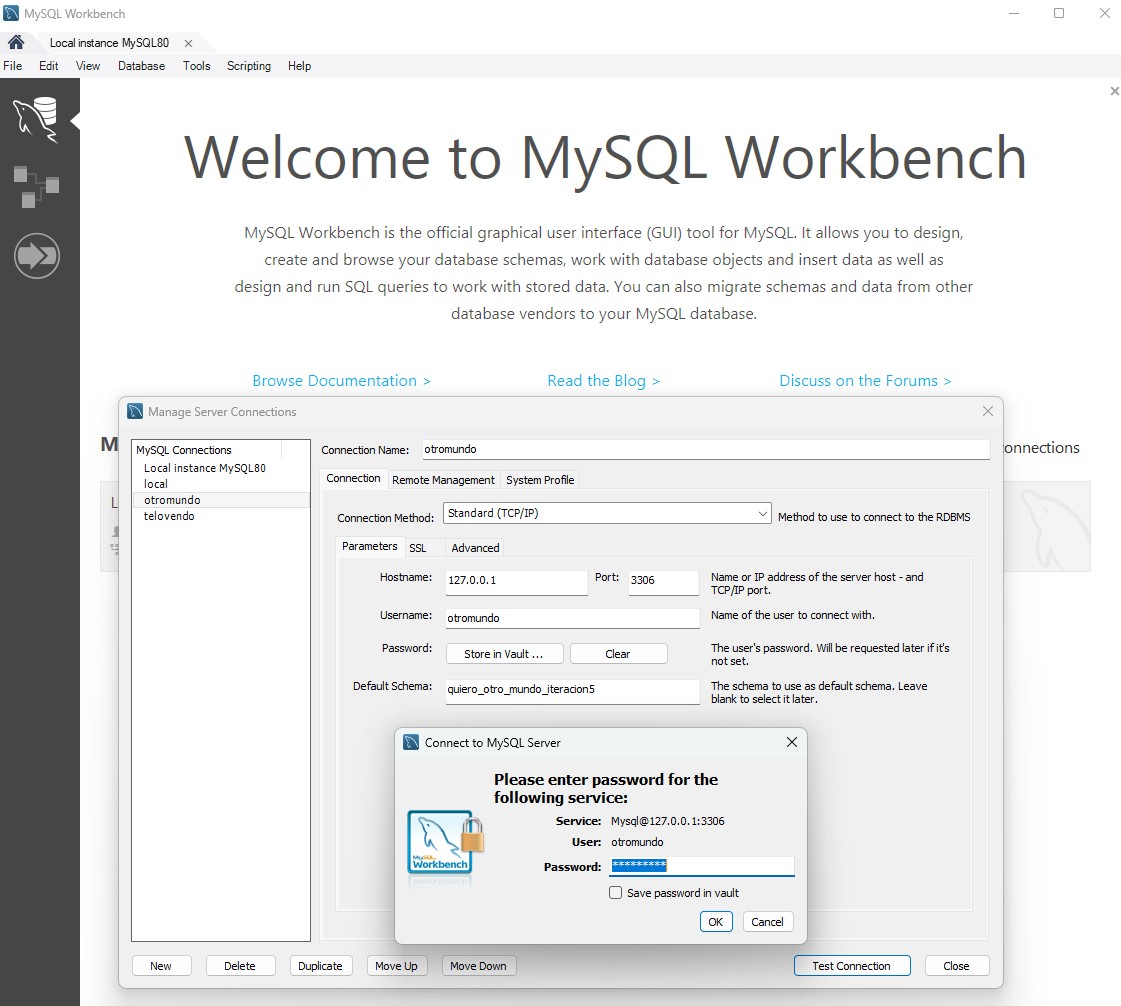 MySQL Workbench
Local instance MySQL80
File Edit View Database Tools Scripting Help
Welcome to MySQL Workbench
MySQL Workbench is the official graphical user interface (GUI) tool for MySQL. It allows you to design,
create and browse your database schemas, work with database objects and insert data as well as
design and run SQL queries to work with stored data. You can also migrate schemas and data from other
database vendors to your MySQL database.
Browse Documentation > Read the Blog > Discuss on the Forums >
Manage Server Connections
M
onnections
L
MySQL Connections
Local instance MySQL80
local
otromundo
telovendo
Connection Name: otromundo
Connection Remote Management System Profile
Connection Method: Standard (TCP/IP) Method to use to connect to the RDBMS
Parameters SSL Advanced
Hostname: 127.0.0.1 Port: 3306 Name or IP address of the server host - and
TCP/IP port.
Username: otromundo Name of the user to connect with.
Password: Store in Vault ... Clear The user's password. Will be requested later if it's
not set.
Default Schema: quiero_otro_mundo_iteracion5 The schema to use as default schema. Leave
blank to select it later.
Connect to MySQL Server
Please enter password for the
following service:
Service: Mysql@127.0.0.1:3306
User: otromundo
Password: *********
Save password in vault
MySQL
Workbench
OK Cancel
New Delete Duplicate Move Up Move Down Test Connection Close